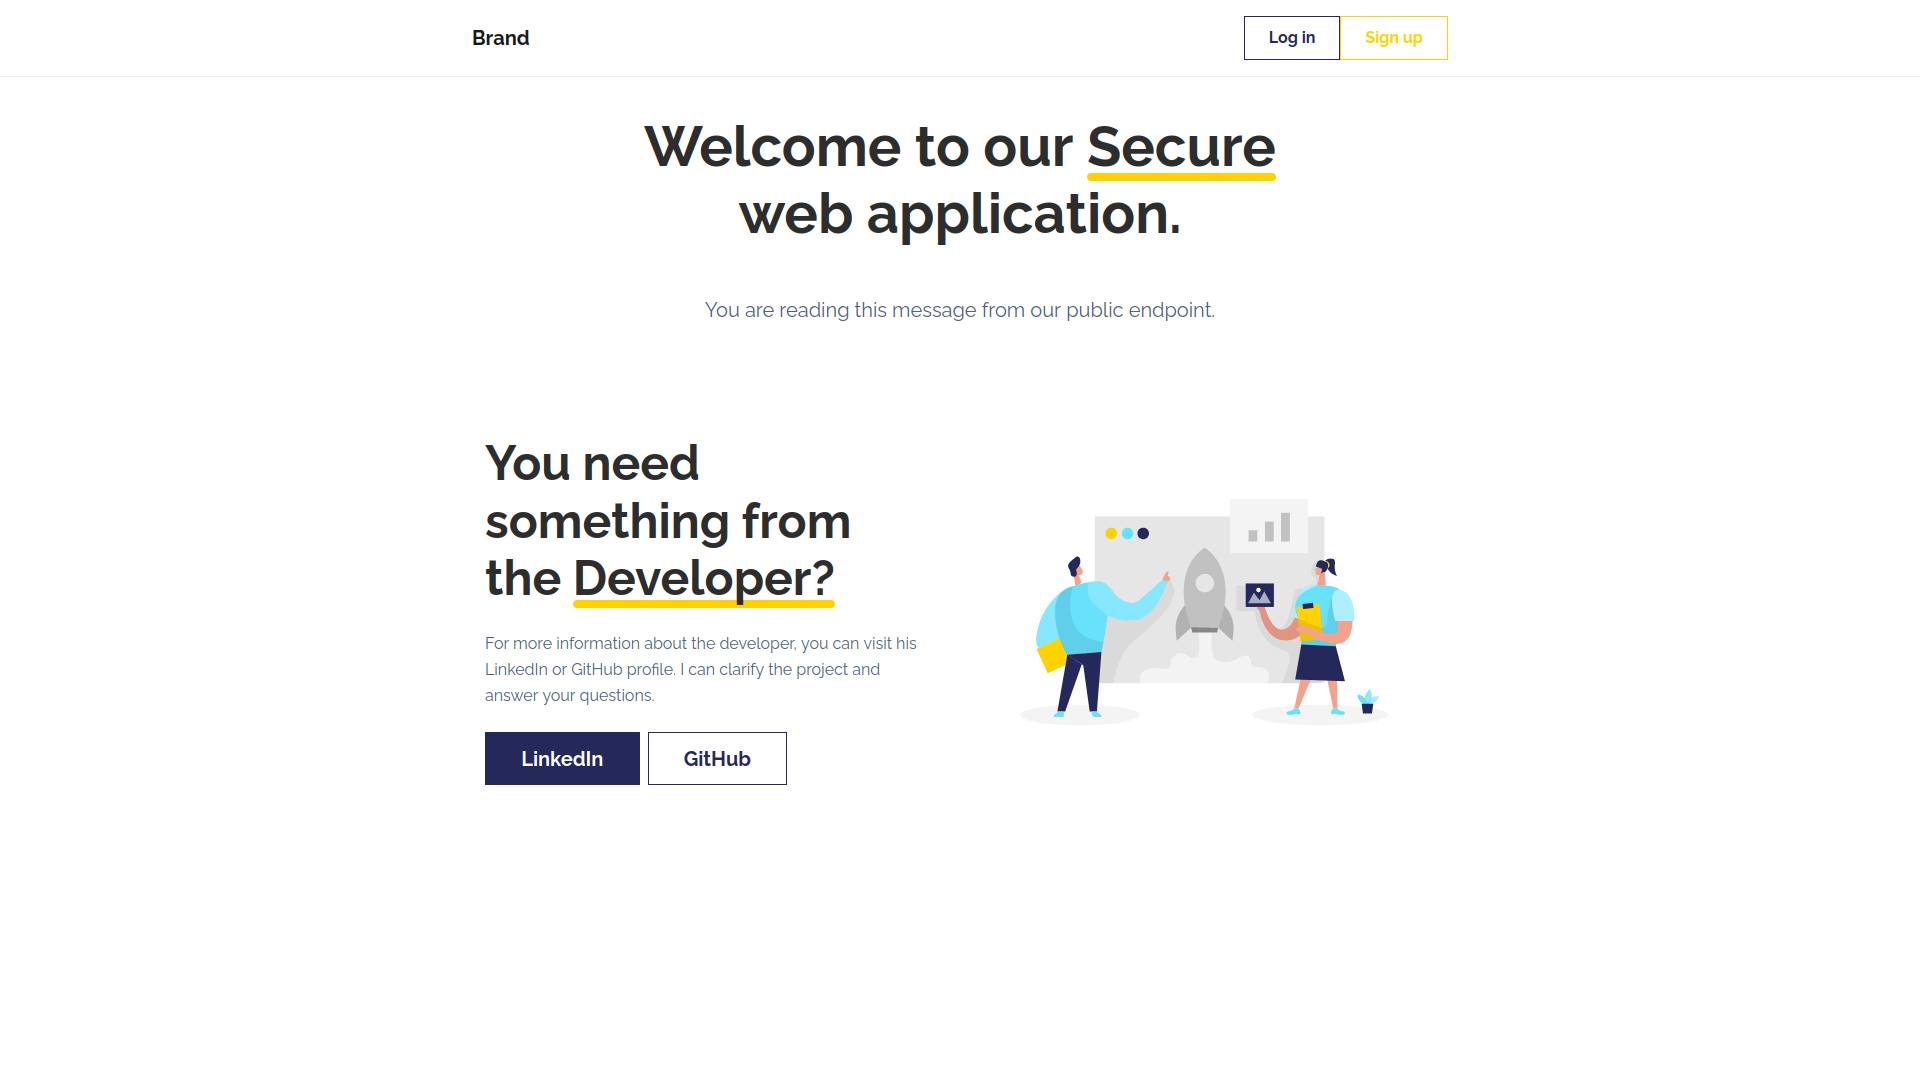 Brand
Log in
Sign up
Welcome to our Secure
web application.
You are reading this message from our public endpoint.
You need
something from
the Developer?
For more information about the developer, you can visit his
LinkedIn or GitHub profile. I can clarify the project and
answer your questions.
LinkedIn
GitHub